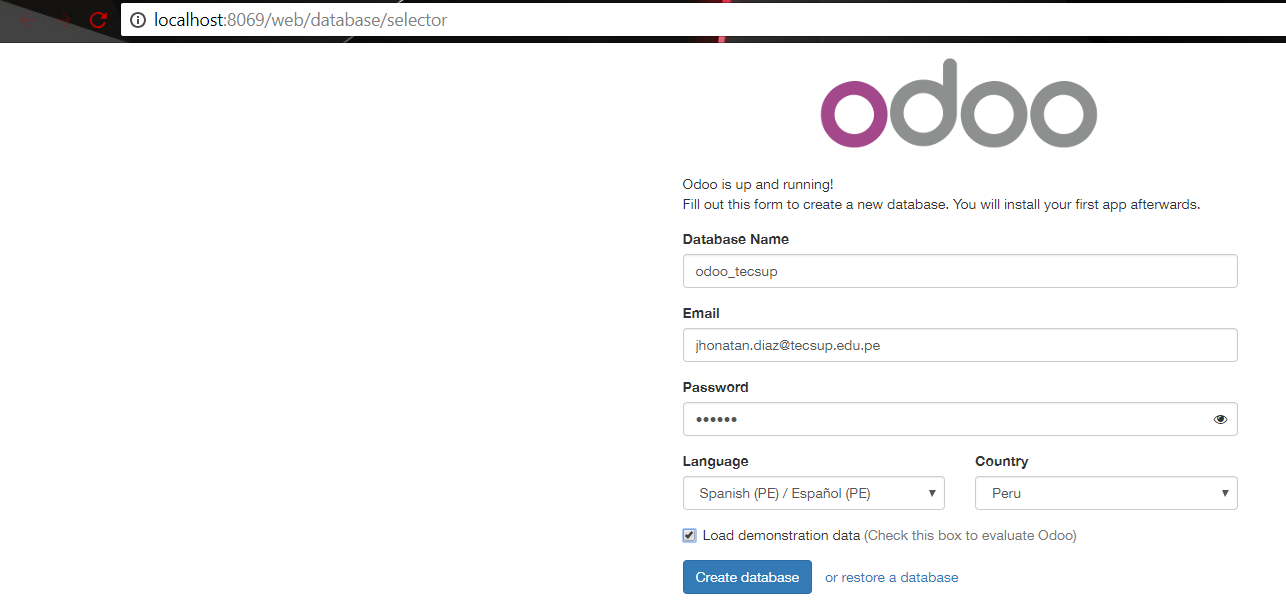 localhost:8069/web/database/selector
odoo
Odoo is up and running!
Fill out this form to create a new database. You will install your first app afterwards.
Database Name
odoo_tecsup
Email
jhonatan.diaz@tecsup.edu.pe
Password
••••••
Language Country
Spanish (PE) / Español (PE) Peru
Load demonstration data (Check this box to evaluate Odoo)
Create database or restore a database